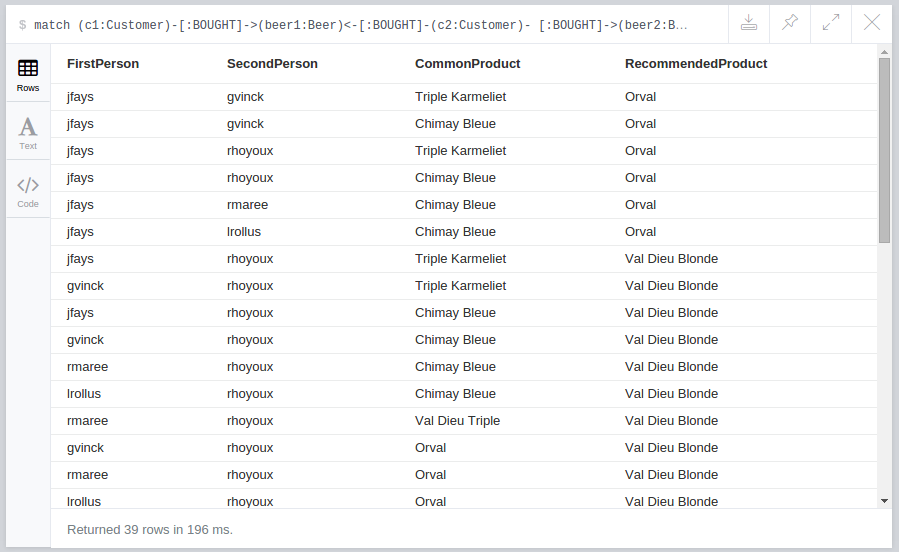 $ match (c1:Customer)-[:BOUGHT]->(beer1:Beer)<-[:BOUGHT]-(c2:Customer)- [:BOUGHT]->(beer2:B...
Rows
Text
Code
FirstPerson SecondPerson CommonProduct RecommendedProduct
jfays gvinck Triple Karmeliet Orval
jfays gvinck Chimay Bleue Orval
jfays rhoyoux Triple Karmeliet Orval
jfays rhoyoux Chimay Bleue Orval
jfays rmaree Chimay Bleue Orval
jfays lrollus Chimay Bleue Orval
jfays rhoyoux Triple Karmeliet Val Dieu Blonde
gvinck rhoyoux Triple Karmeliet Val Dieu Blonde
jfays rhoyoux Chimay Bleue Val Dieu Blonde
gvinck rhoyoux Chimay Bleue Val Dieu Blonde
rmaree rhoyoux Chimay Bleue Val Dieu Blonde
lrollus rhoyoux Chimay Bleue Val Dieu Blonde
rmaree rhoyoux Val Dieu Triple Val Dieu Blonde
gvinck rhoyoux Orval Val Dieu Blonde
rmaree rhoyoux Orval Val Dieu Blonde
lrollus rhoyoux Orval Val Dieu Blonde
Returned 39 rows in 196 ms.